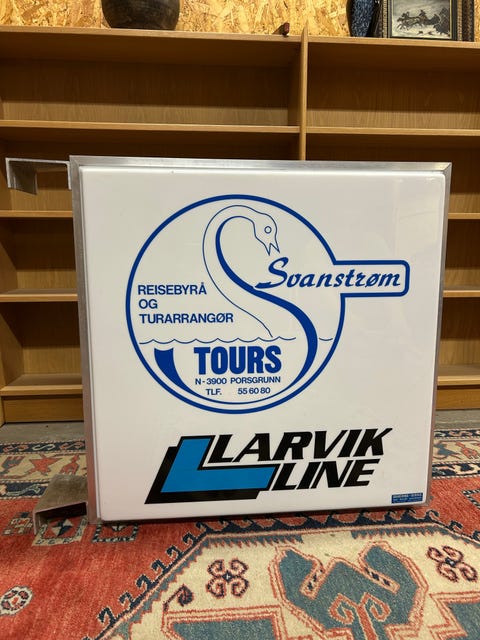 Svanstrøm
REISEBYRÅ
OG
TURARRANGØR
TOURS
N-3900 PORSGRUNN
TLF. 55 60 80
LARVIK
LINE